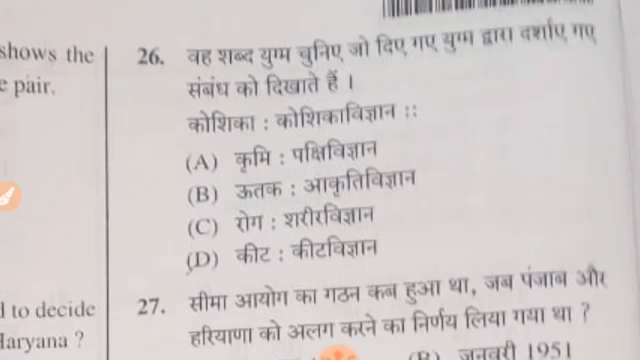 shows the
e pair.
26. वह शब्द युग्म चुनिए जो दिए गए युग्म द्वारा दर्शाए गए
संबंध को दिखाते हैं ।
कोशिका : कोशिकाविज्ञान ::
(A) कृमि : पक्षिविज्ञान
(B) ऊतक : आकृतिविज्ञान
(C) रोग : शरीरविज्ञान
(D) कीट : कीटविज्ञान
d to decide
Haryana ?
27. सीमा आयोग का गठन कब हुआ था, जब पंजाब और
हरियाणा को अलग करने का निर्णय लिया गया था ?
(B) जनवरी 1951